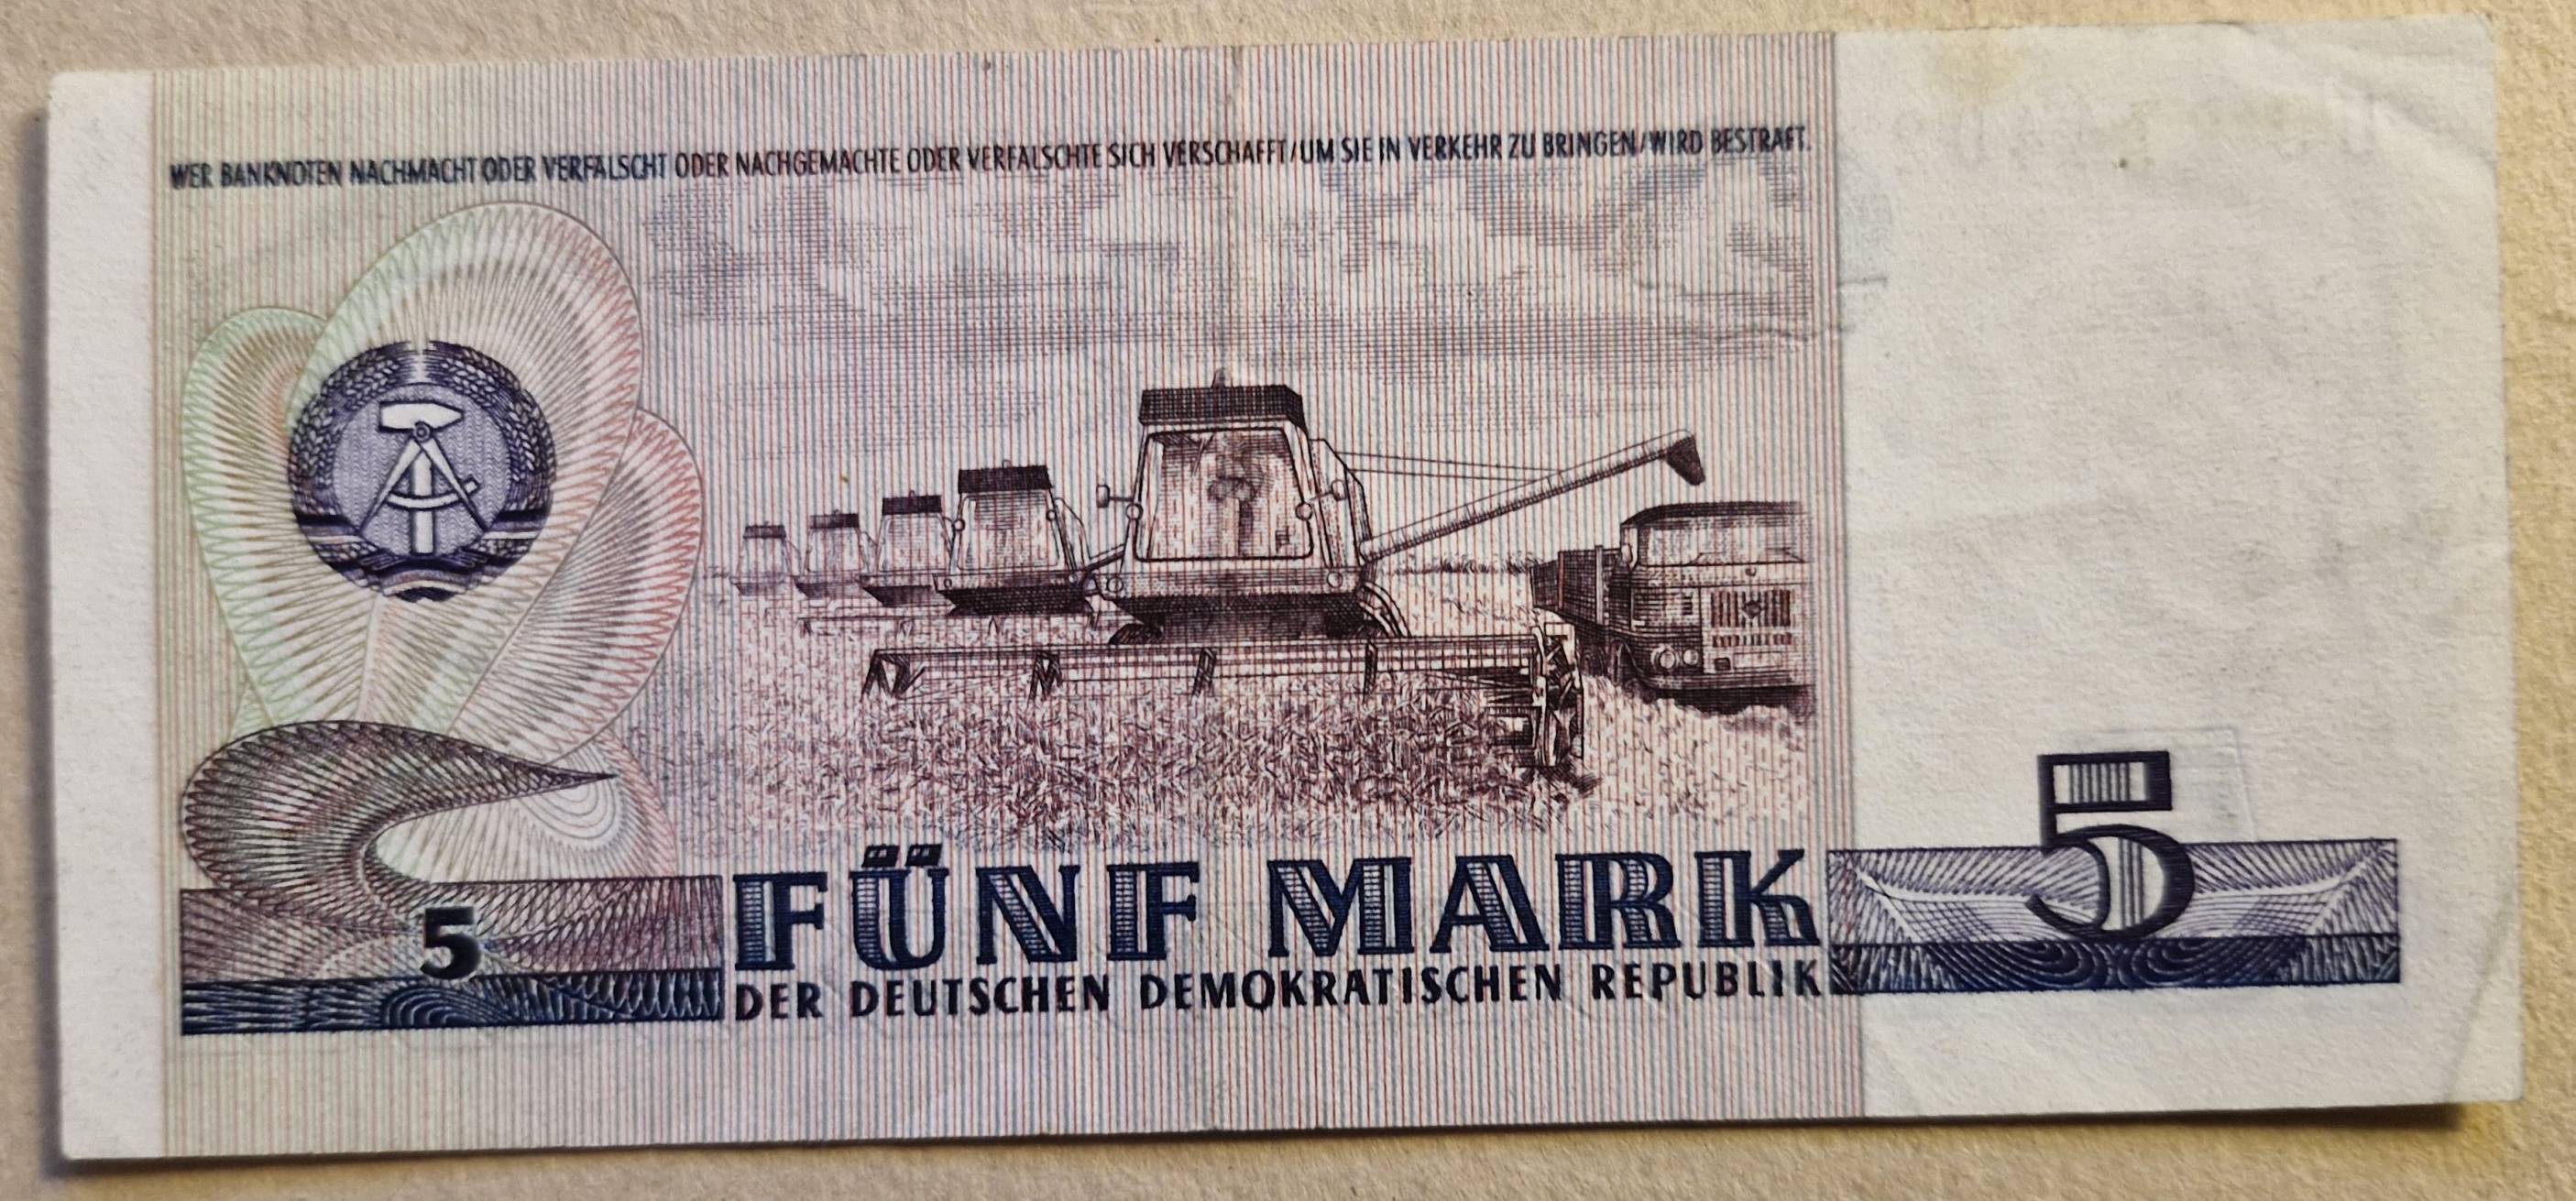 WER BANKNOTEN NACHMACHT ODER VERFÄLSCHT ODER NACHGEMACHTE ODER VERFÄLSCHTE SICH VERSCHAFFT/UM SIE IN VERKEHR ZU BRINGEN/WIRD BESTRAFT.
5
5
FÜNF MARK
DER DEUTSCHEN DEMOKRATISCHEN REPUBLIK